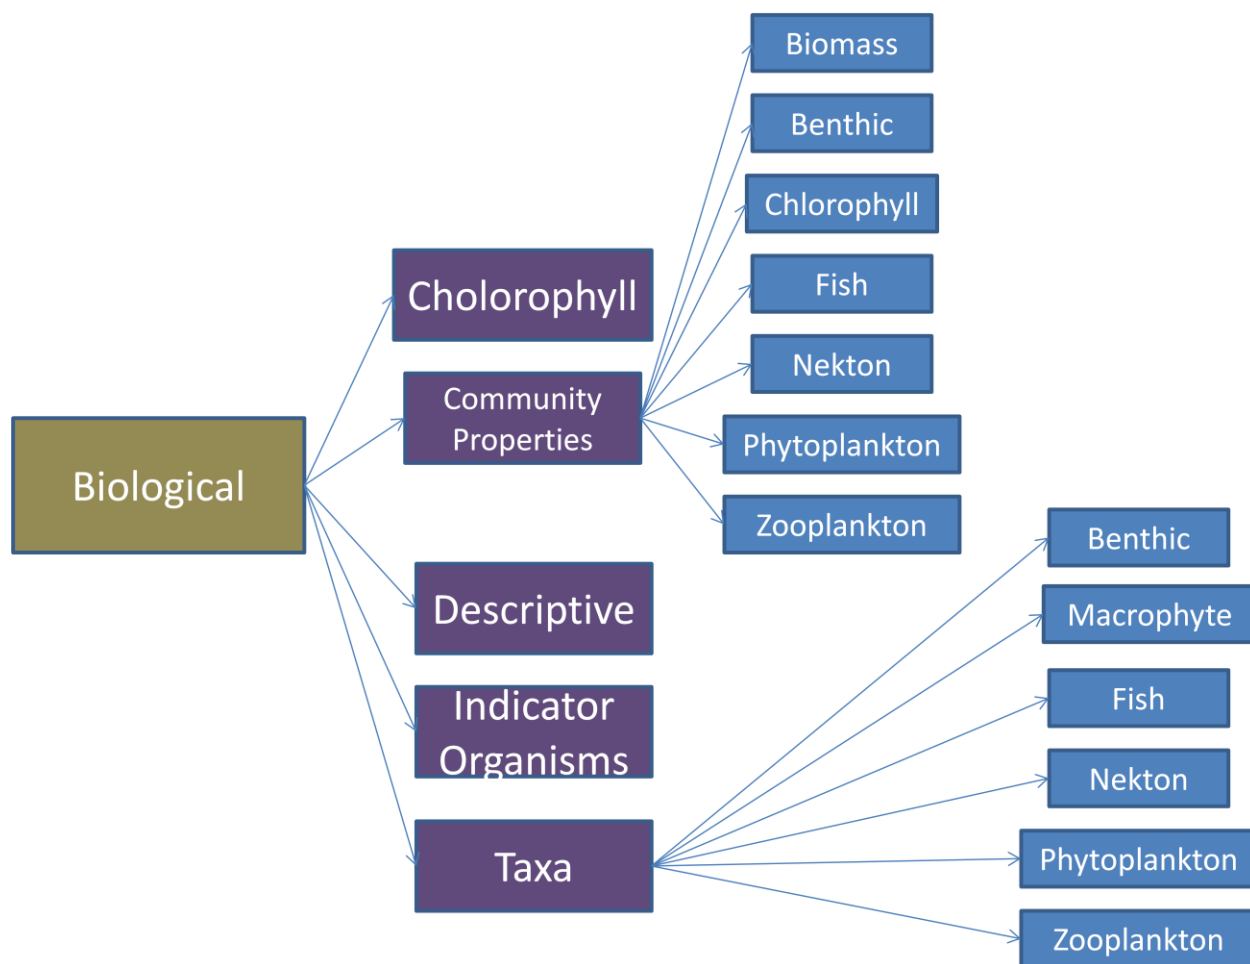 Biological
Cholorophyll
Community
Properties
Descriptive
Indicator
Organisms
Taxa
Biomass
Benthic
Chlorophyll
Fish
Nekton
Phytoplankton
Zooplankton
Benthic
Macrophyte
Fish
Nekton
Phytoplankton
Zooplankton